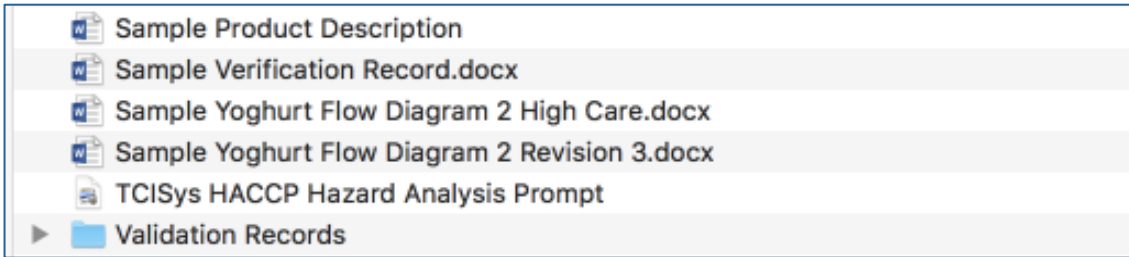 Sample Product Description
Sample Verification Record.docx
Sample Yoghurt Flow Diagram 2 High Care.docx
Sample Yoghurt Flow Diagram 2 Revision 3.docx
TCISys HACCP Hazard Analysis Prompt
Validation Records